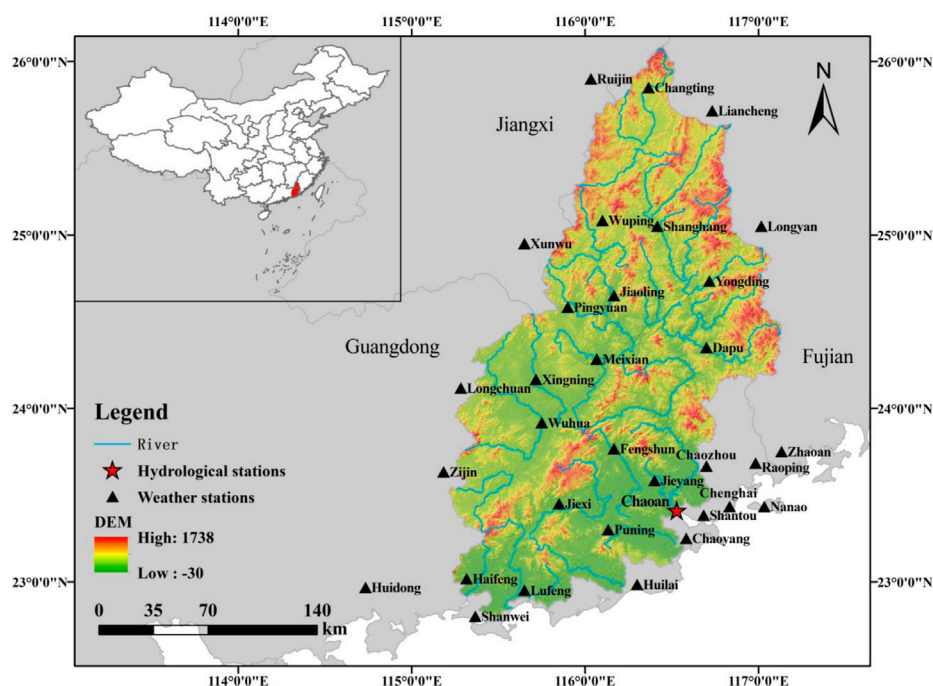 114°0'0"E 115°0'0"E 116°0'0"E 117°0'0"E
26°0'0"N 26°0'0"N
N
Ruijin
Changting
Liancheng
Jiangxi
Wuping
Shanghang
Longyan
25°0'0"N 25°0'0"N
Xunwu
Yongding
Jiaoling
Pingyuan
Guangdong
Dapu
Meixian
Fujian
Xingning
Longchuan
24°0'0"N 24°0'0"N
Wuhua
Fengshun
Chaozhou
Zhaoan
Raoping
Zijin
Jieyang
Chenghai
Jiexi
Chaoan
Nanao
Shantou
Puning
Chaoyang
23°0'0"N 23°0'0"N
Haifeng
Huilai
Huidong
Lufeng
Shanwei
Legend
River
Hydrological stations
Weather stations
DEM
High: 1738
Low : -30
0 35 70 140
km
114°0'0"E 115°0'0"E 116°0'0"E 117°0'0"E